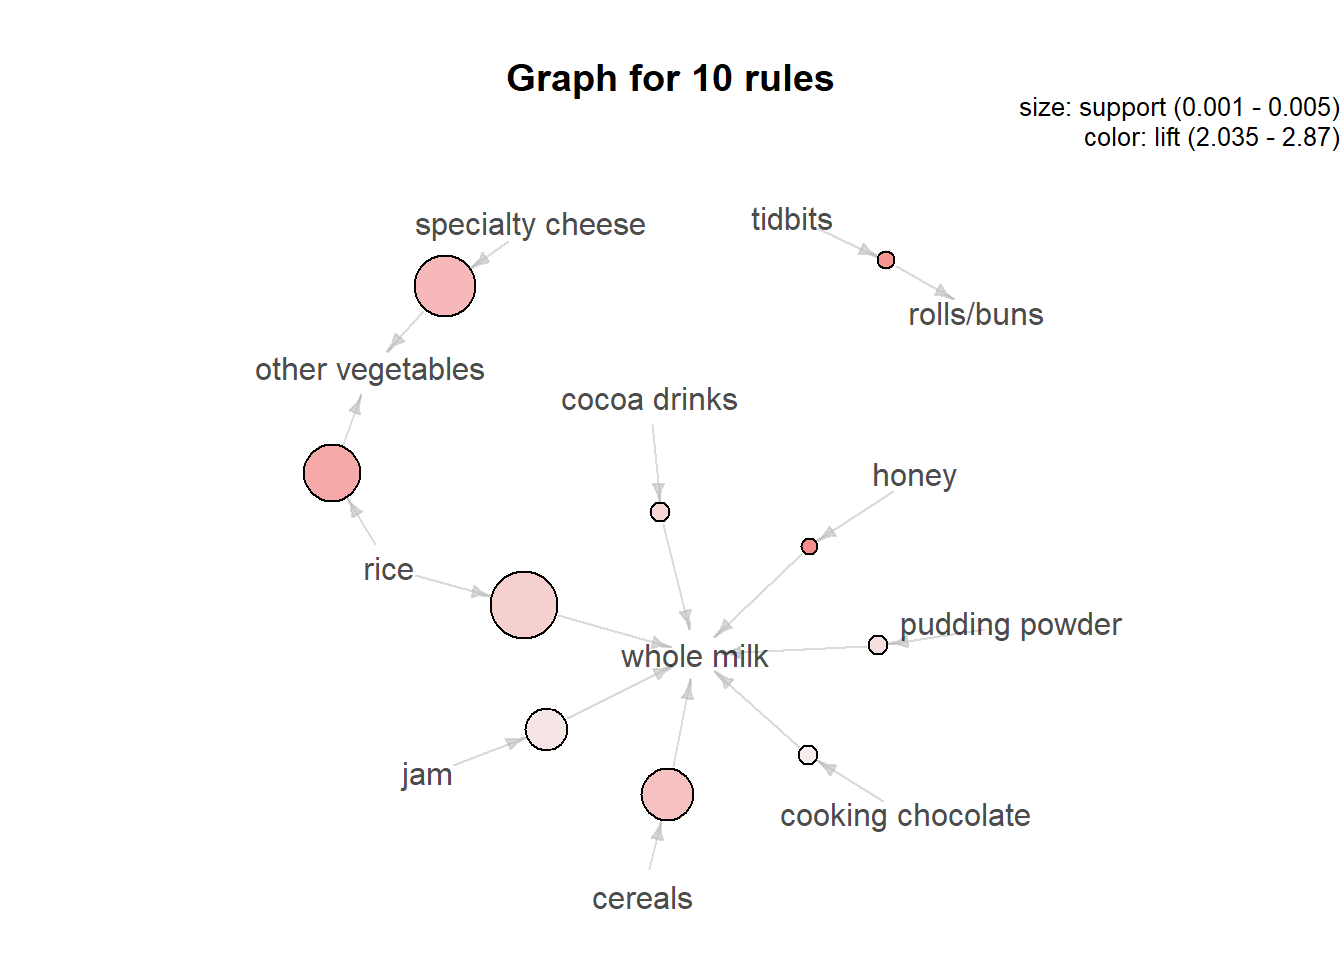 Graph for 10 rules
size: support (0.001 - 0.005)
color: lift (2.035 - 2.87)
specialty cheese
tidbits
rolls/buns
other vegetables
cocoa drinks
honey
rice
pudding powder
whole milk
jam
cooking chocolate
cereals